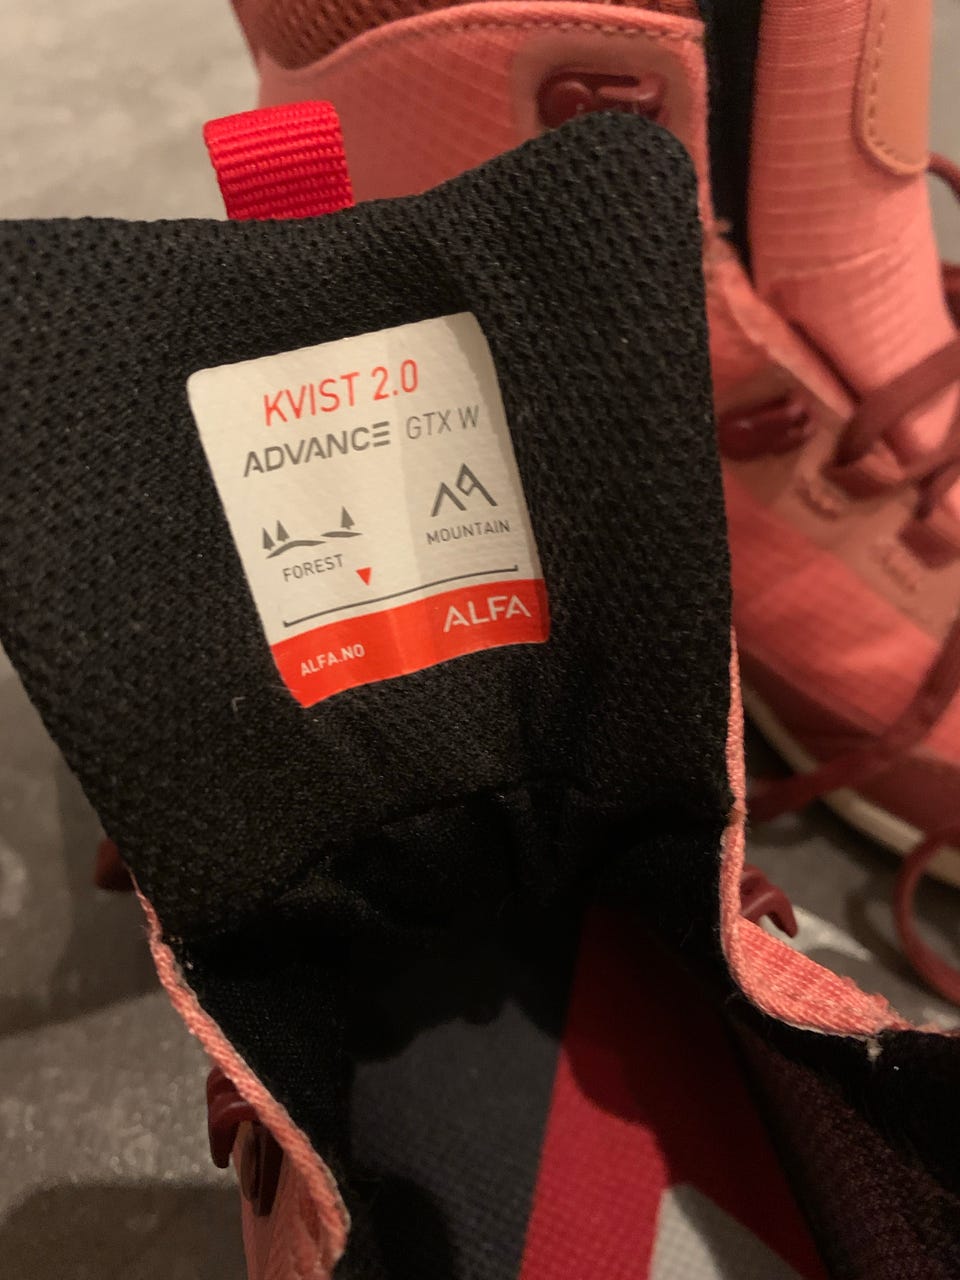 KVIST 2.0
ADVANCE GTX W
FOREST
MOUNTAIN
ALFA.NO
ALFA